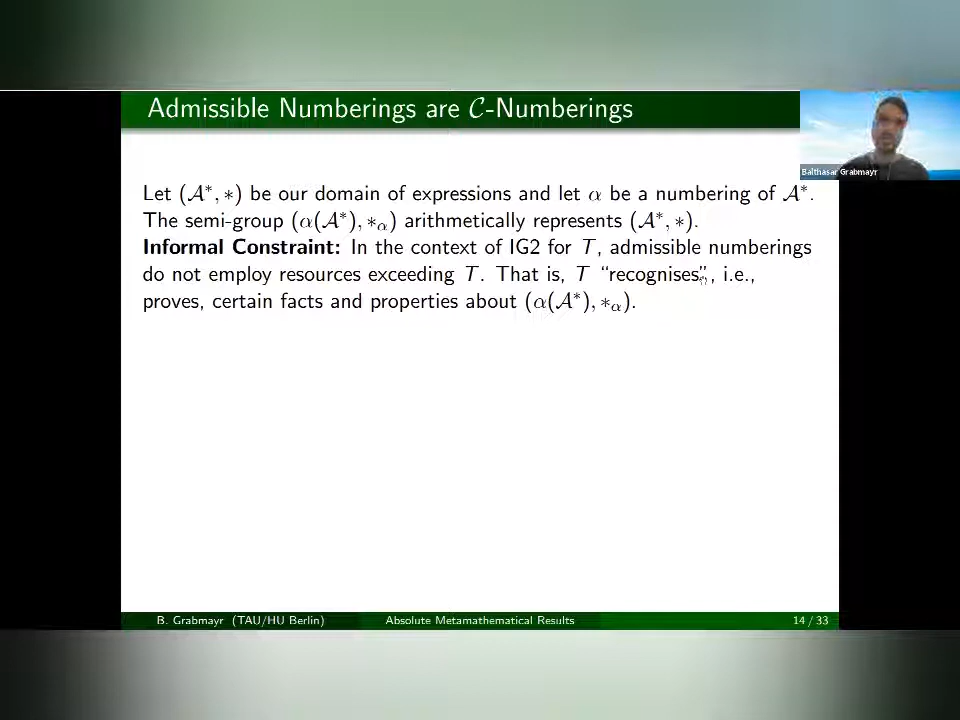 Admissible Numberings are 𝒞-Numberings
Balthasar Grabmayr
Let (𝒜*, ∗) be our domain of expressions and let α be a numbering of 𝒜*.
The semi-group (α(𝒜*), ∗α) arithmetically represents (𝒜*, ∗).
Informal Constraint: In the context of IG2 for T, admissible numberings
do not employ resources exceeding T. That is, T “recognises”, i.e.,
proves, certain facts and properties about (α(𝒜*), ∗α).
B. Grabmayr (TAU/HU Berlin) Absolute Metamathematical Results 14 / 33